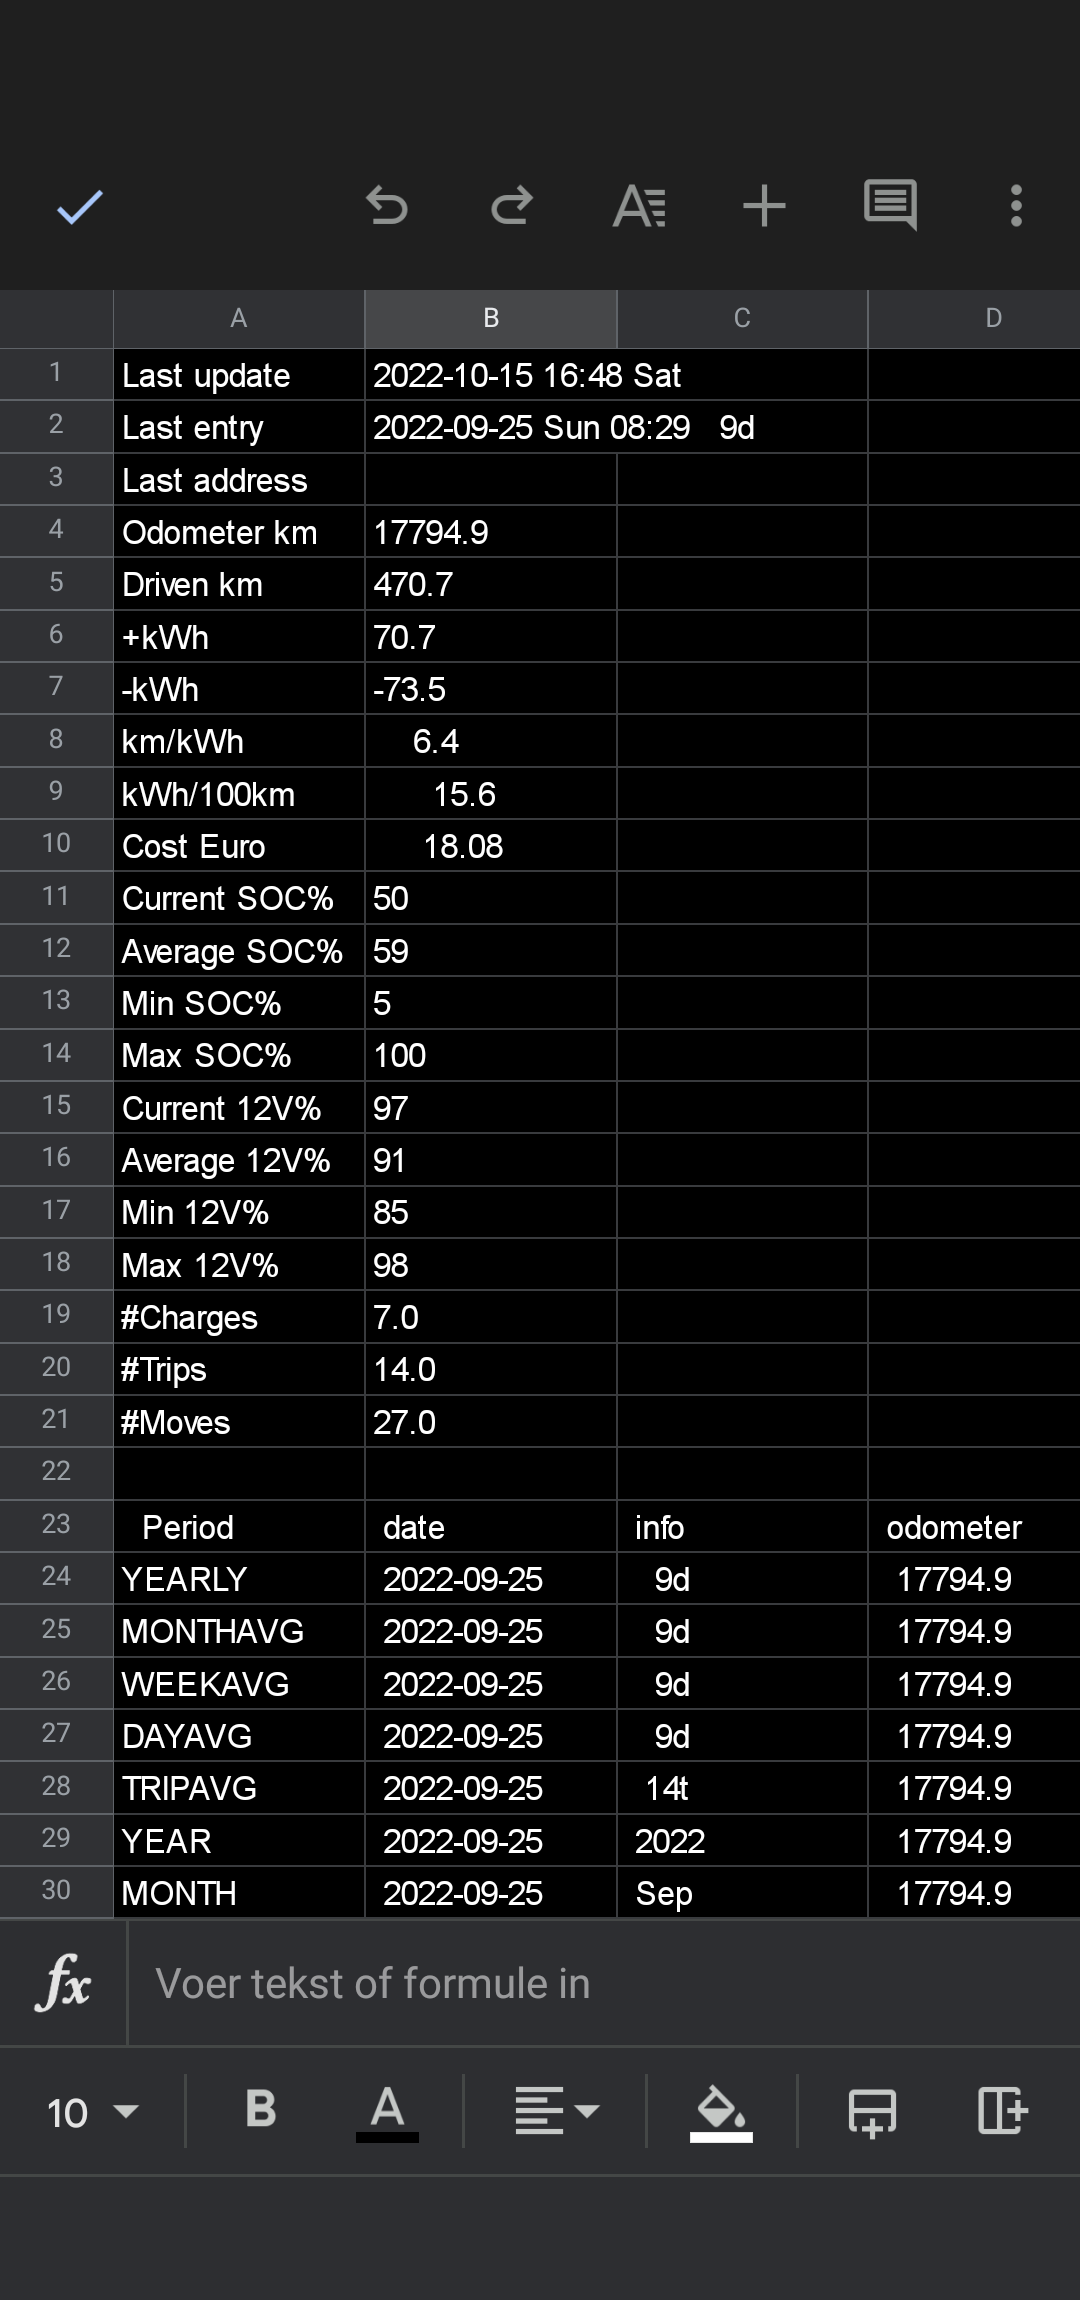 A B C D
1 Last update 2022-10-15 16:48 Sat
2 Last entry 2022-09-25 Sun 08:29 9d
3 Last address
4 Odometer km 17794.9
5 Driven km 470.7
6 +kWh 70.7
7 -kWh -73.5
8 km/kWh 6.4
9 kWh/100km 15.6
10 Cost Euro 18.08
11 Current SOC% 50
12 Average SOC% 59
13 Min SOC% 5
14 Max SOC% 100
15 Current 12V% 97
16 Average 12V% 91
17 Min 12V% 85
18 Max 12V% 98
19 #Charges 7.0
20 #Trips 14.0
21 #Moves 27.0
22
23 Period date info odometer
24 YEARLY 2022-09-25 9d 17794.9
25 MONTHAVG 2022-09-25 9d 17794.9
26 WEEKAVG 2022-09-25 9d 17794.9
27 DAYAVG 2022-09-25 9d 17794.9
28 TRIPAVG 2022-09-25 14t 17794.9
29 YEAR 2022-09-25 2022 17794.9
30 MONTH 2022-09-25 Sep 17794.9
fx Voer tekst of formule in
10 B A